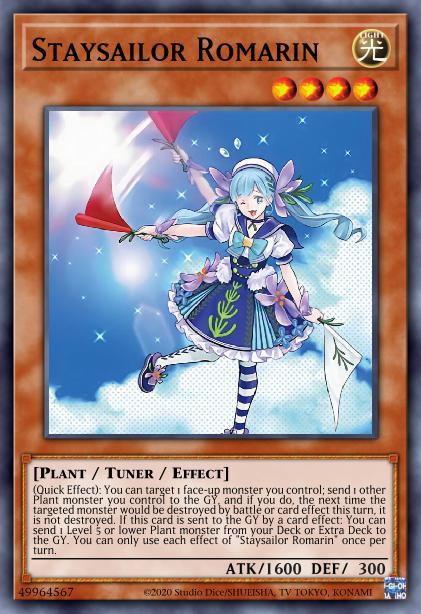 STAYSAILOR ROMARIN
LIGHT
光
[PLANT / TUNER / EFFECT]
(Quick Effect): You can target 1 face-up monster you control; send 1 other
Plant monster you control to the GY, and if you do, the next time the
targeted monster would be destroyed by battle or card effect this turn, it
is not destroyed. If this card is sent to the GY by a card effect: You can
send 1 Level 5 or lower Plant monster from your Deck or Extra Deck to
the GY. You can only use each effect of "Staysailor Romarin" once per
turn.
ATK/1600 DEF/ 300
49964567
©2020 Studio Dice/SHUEISHA, TV TOKYO, KONAMI